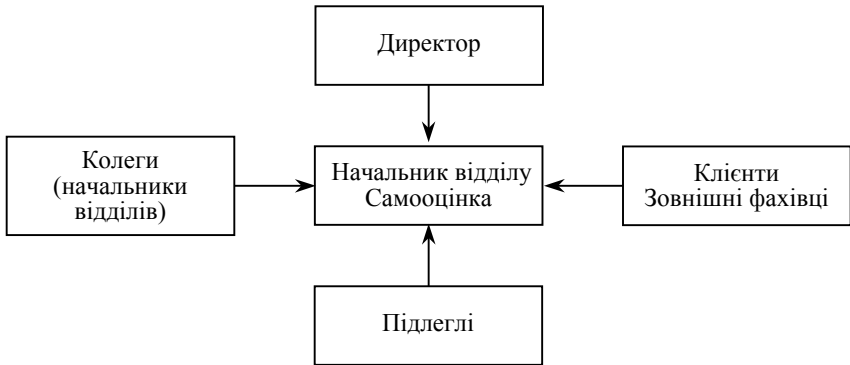 Директор
Колеги
(начальники
відділів)
Начальник відділу
Самооцінка
Клієнти
Зовнішні фахівці
Підлеглі